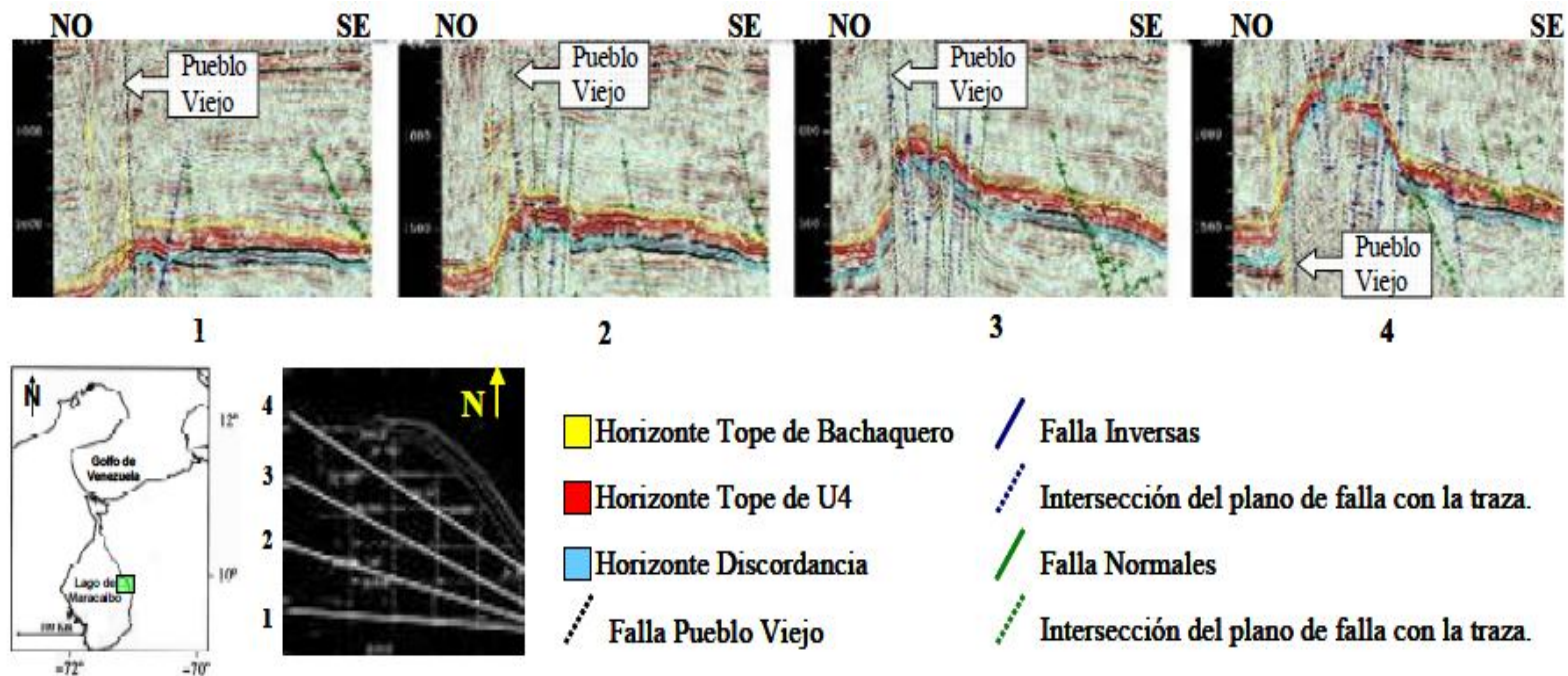 NO SE NO SE NO SE NO SE
Pueblo
Viejo
Pueblo
Viejo
Pueblo
Viejo
Pueblo
Viejo
1 2 3 4
N
12°
Golfo de
Venezuela
10°
Lago de
Maracaibo
-70°
N
4
3
2
1
Horizonte Tope de Bachaquero
Horizonte Tope de U4
Horizonte Discordancia
Falla Pueblo Viejo
Falla Inversas
Intersección del plano de falla con la traza.
Falla Normales
Intersección del plano de falla con la traza.